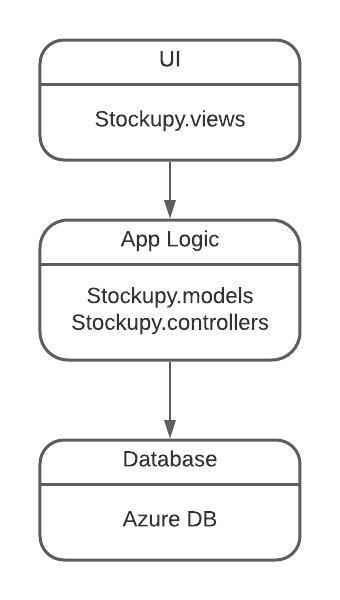 UI
Stockupy.views
App Logic
Stockupy.models
Stockupy.controllers
Database
Azure DB